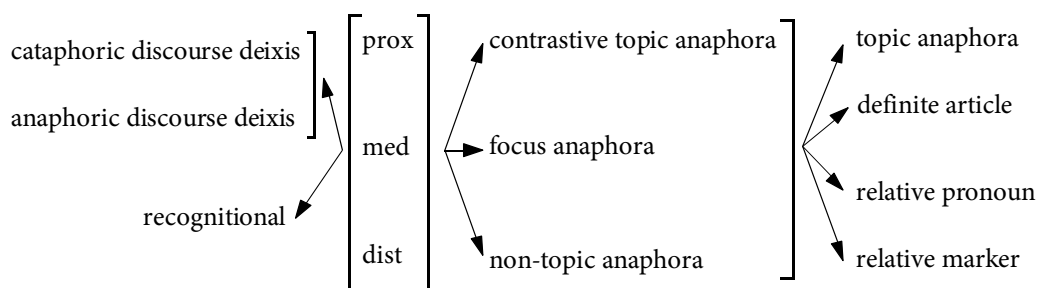 cataphoric discourse deixis
anaphoric discourse deixis
recognitional
prox
med
dist
contrastive topic anaphora
focus anaphora
non-topic anaphora
topic anaphora
definite article
relative pronoun
relative marker